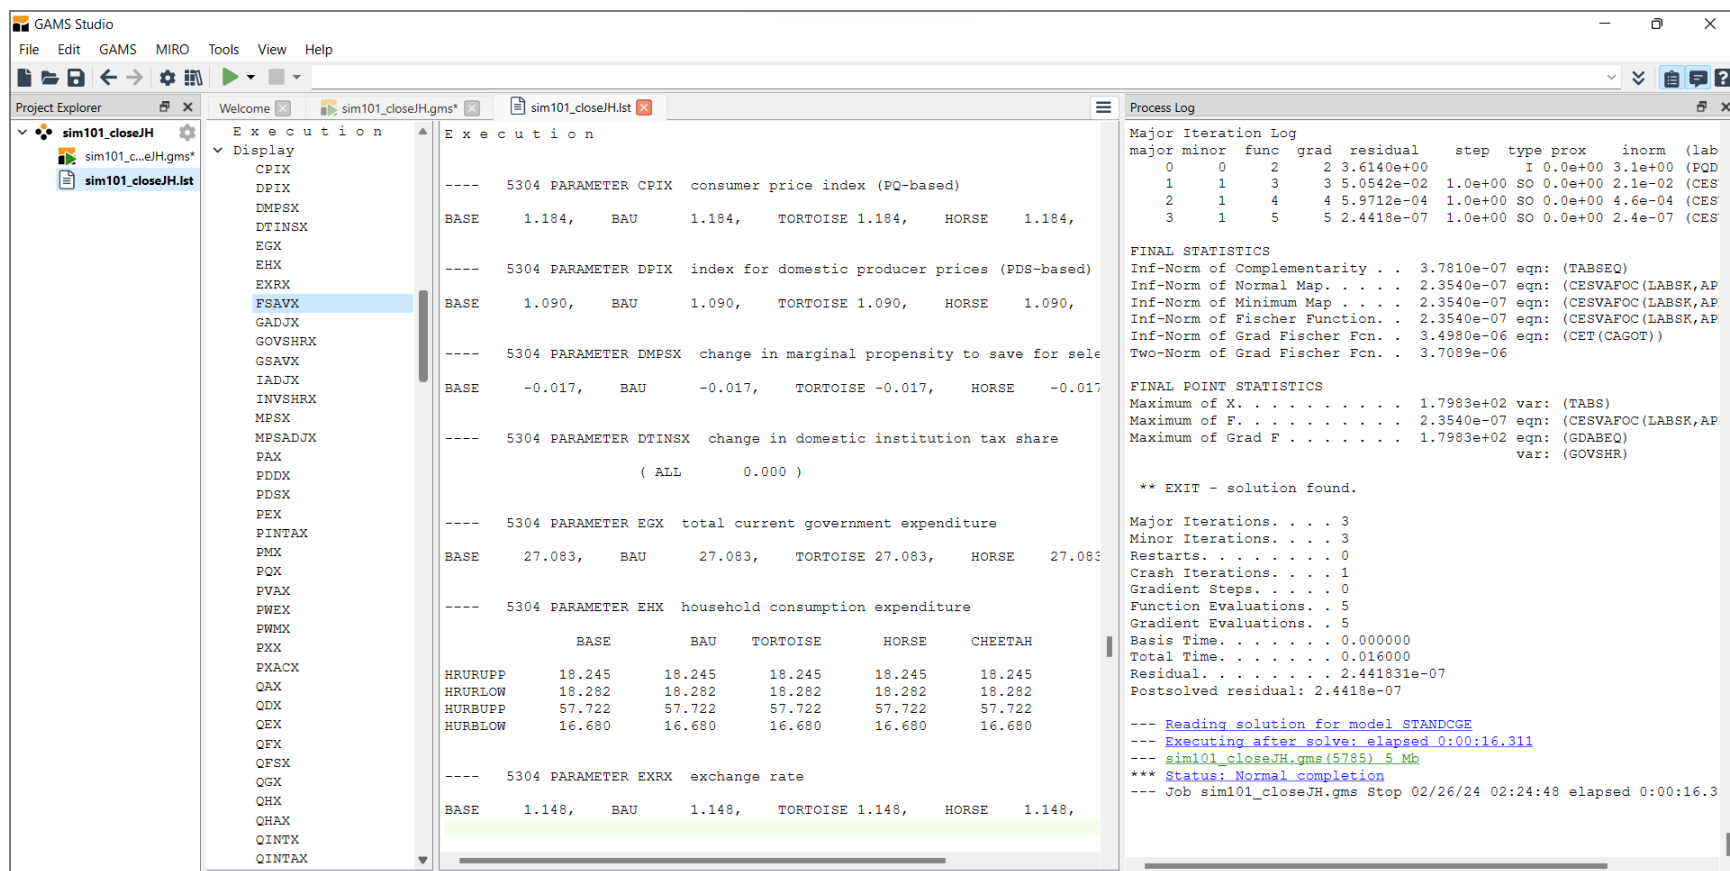 GAMS Studio
File Edit GAMS MIRO Tools View Help
Project Explorer
sim101_closeJH
sim101_c...eJH.gms*
sim101_closeJH.lst
Welcome
sim101_closeJH.gms*
sim101_closeJH.lst
E x e c u t i o n
Display
CPIX
DPIX
DMPSX
DTINSX
EGX
EHX
EXRX
FSAVX
GADJX
GOVSHRX
GSAVX
IADJX
INVSHRX
MPSX
MPSADJX
PAX
PDDX
PDSX
PEX
PINTAX
PMX
PQX
PVAX
PWEX
PWMX
PXX
PXACX
QAX
QDX
QEX
QFX
QFSX
QGX
QHX
QHAX
QINTX
QINTAX
E x e c u t i o n
---- 5304 PARAMETER CPIX consumer price index (PQ-based)
BASE 1.184, BAU 1.184, TORTOISE 1.184, HORSE 1.184,
---- 5304 PARAMETER DPIX index for domestic producer prices (PDS-based)
BASE 1.090, BAU 1.090, TORTOISE 1.090, HORSE 1.090,
---- 5304 PARAMETER DMPSX change in marginal propensity to save for sele
BASE -0.017, BAU -0.017, TORTOISE -0.017, HORSE -0.017
---- 5304 PARAMETER DTINSX change in domestic institution tax share
( ALL 0.000 )
---- 5304 PARAMETER EGX total current government expenditure
BASE 27.083, BAU 27.083, TORTOISE 27.083, HORSE 27.083
---- 5304 PARAMETER EHX household consumption expenditure
BASE BAU TORTOISE HORSE CHEETAH
HRURUPP 18.245 18.245 18.245 18.245 18.245
HRURLOW 18.282 18.282 18.282 18.282 18.282
HURBUPP 57.722 57.722 57.722 57.722 57.722
HURBLOW 16.680 16.680 16.680 16.680 16.680
---- 5304 PARAMETER EXRX exchange rate
BASE 1.148, BAU 1.148, TORTOISE 1.148, HORSE 1.148,
Process Log
Major Iteration Log
major minor func grad residual step type prox inorm (lab
0 0 2 2 3.6140e+00 I 0.0e+00 3.1e+00 (PQD
1 1 3 3 5.0542e-02 1.0e+00 SO 0.0e+00 2.1e-02 (CES
2 1 4 4 5.9712e-04 1.0e+00 SO 0.0e+00 4.6e-04 (CES
3 1 5 5 2.4418e-07 1.0e+00 SO 0.0e+00 2.4e-07 (CES
FINAL STATISTICS
Inf-Norm of Complementarity . . 3.7810e-07 eqn: (TABSEQ)
Inf-Norm of Normal Map. . . . . 2.3540e-07 eqn: (CESVAFOC(LABSK,AP
Inf-Norm of Minimum Map . . . . 2.3540e-07 eqn: (CESVAFOC(LABSK,AP
Inf-Norm of Fischer Function. . 2.3540e-07 eqn: (CESVAFOC(LABSK,AP
Inf-Norm of Grad Fischer Fcn. . 3.4980e-06 eqn: (CET(CAGOT))
Two-Norm of Grad Fischer Fcn. . 3.7089e-06
FINAL POINT STATISTICS
Maximum of X. . . . . . . . . . 1.7983e+02 var: (TABS)
Maximum of F. . . . . . . . . . 2.3540e-07 eqn: (CESVAFOC(LABSK,AP
Maximum of Grad F . . . . . . . 1.7983e+02 eqn: (GDABEQ)
var: (GOVSHR)
** EXIT - solution found.
Major Iterations. . . . 3
Minor Iterations. . . . 3
Restarts. . . . . . . . 0
Crash Iterations. . . . 1
Gradient Steps. . . . . 0
Function Evaluations. . 5
Gradient Evaluations. . 5
Basis Time. . . . . . . 0.000000
Total Time. . . . . . . 0.016000
Residual. . . . . . . . 2.441831e-07
Postsolved residual: 2.4418e-07
--- Reading solution for model STANDCGE
--- Executing after solve: elapsed 0:00:16.311
--- sim101_closeJH.gms(5785) 5 Mb
*** Status: Normal completion
--- Job sim101_closeJH.gms Stop 02/26/24 02:24:48 elapsed 0:00:16.3